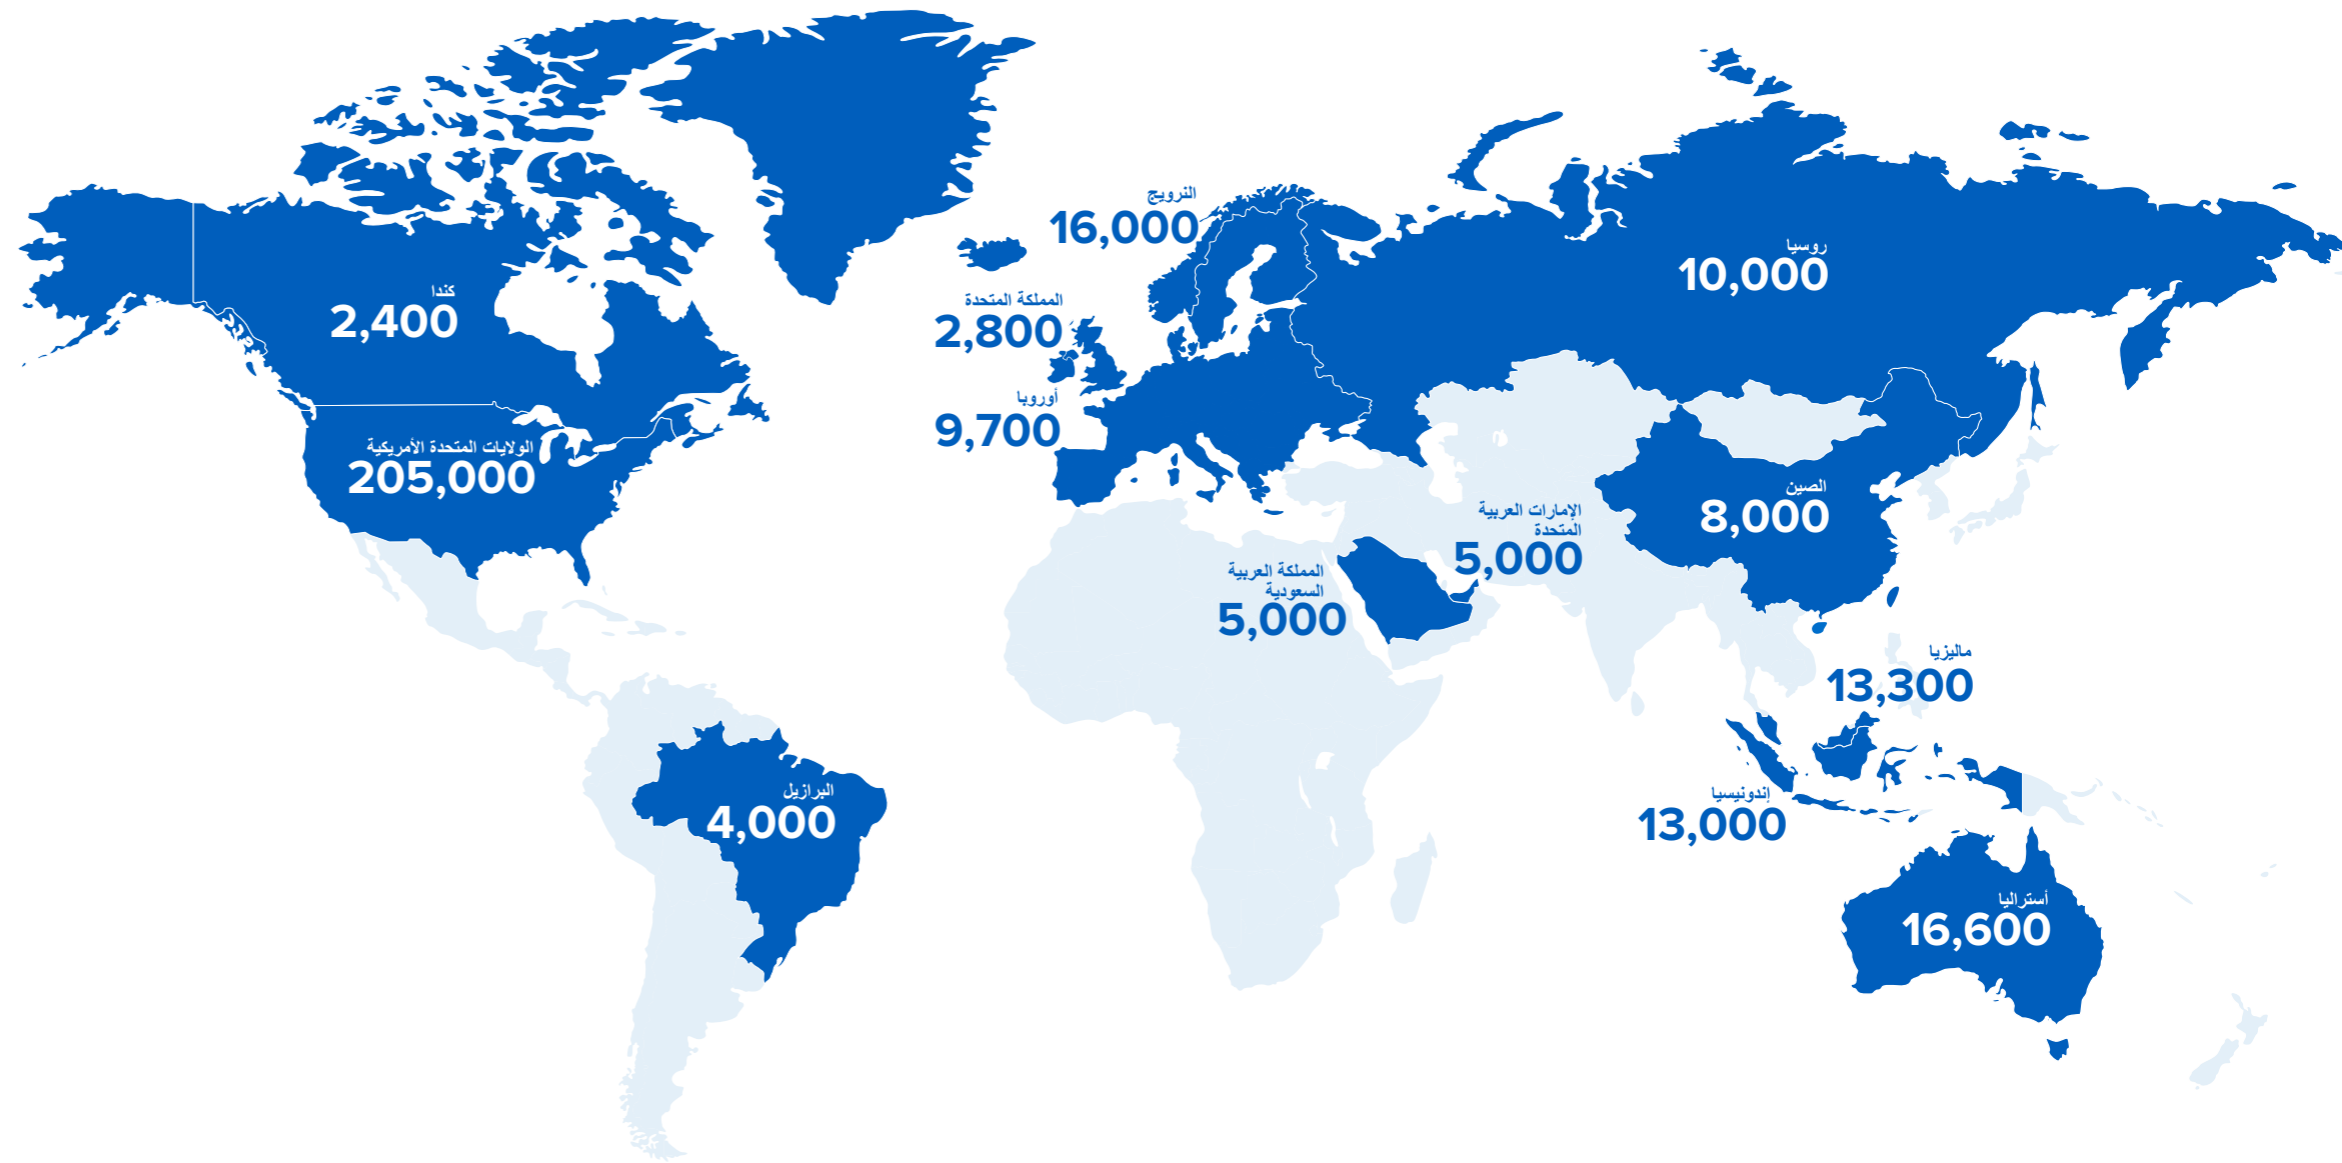 النرويج
16,000
روسيا
10,000
كندا
2,400
المملكة المتحدة
2,800
أوروبا
9,700
الولايات المتحدة الأمريكية
205,000
الصين
8,000
الإمارات العربية
المتحدة
5,000
المملكة العربية
السعودية
5,000
ماليزيا
13,300
البرازيل
4,000
إندونيسيا
13,000
أستراليا
16,600